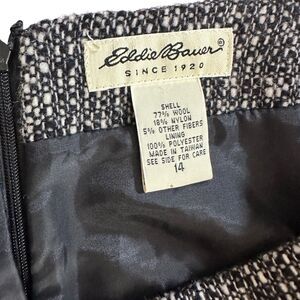 Eddie Bauer®
SINCE 1920
SHELL
77% WOOL
18% NYLON
5% OTHER FIBERS
LINING
100% POLYESTER
MADE IN TAIWAN
SEE SIDE FOR CARE
14